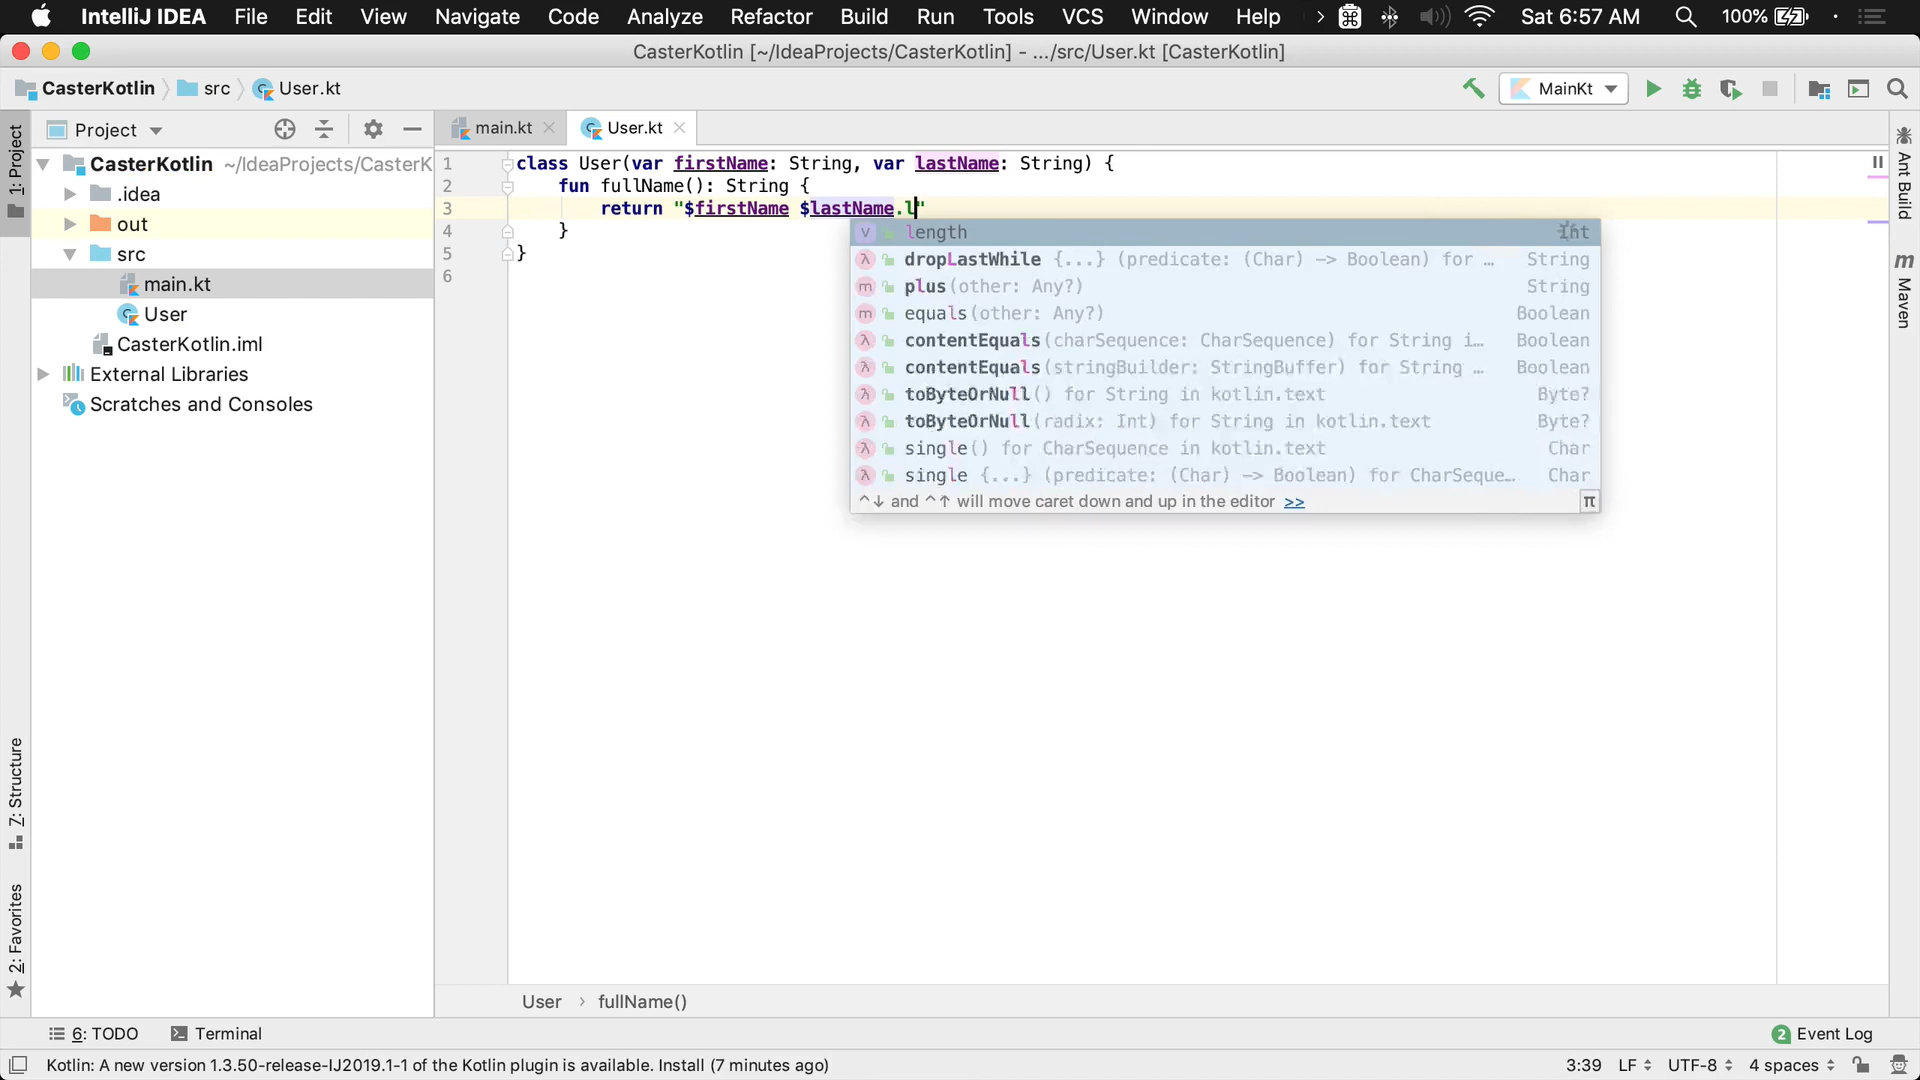 IntelliJ IDEA File Edit View Navigate Code Analyze Refactor Build Run Tools VCS Window Help Sat 6:57 AM 100%
CasterKotlin [~/IdeaProjects/CasterKotlin] - .../src/User.kt [CasterKotlin]
CasterKotlin src User.kt MainKt
1: Project
Project
main.kt User.kt
Ant Build
Maven
CasterKotlin ~/IdeaProjects/CasterK
.idea
out
src
main.kt
User
CasterKotlin.iml
External Libraries
Scratches and Consoles
1 class User(var firstName: String, var lastName: String) {
2 fun fullName(): String {
3 return "$firstName $lastName.l"
4 }
5 }
6
length Int
dropLastWhile {...} (predicate: (Char) -> Boolean) for … String
plus(other: Any?) String
equals(other: Any?) Boolean
contentEquals(charSequence: CharSequence) for String i… Boolean
contentEquals(stringBuilder: StringBuffer) for String … Boolean
toByteOrNull() for String in kotlin.text Byte?
toByteOrNull(radix: Int) for String in kotlin.text Byte?
single() for CharSequence in kotlin.text Char
single {...} (predicate: (Char) -> Boolean) for CharSeque… Char
^↓ and ^↑ will move caret down and up in the editor >> π
Z: Structure
2: Favorites
User › fullName()
6: TODO Terminal 2 Event Log
Kotlin: A new version 1.3.50-release-IJ2019.1-1 of the Kotlin plugin is available. Install (7 minutes ago) 3:39 LF UTF-8 4 spaces